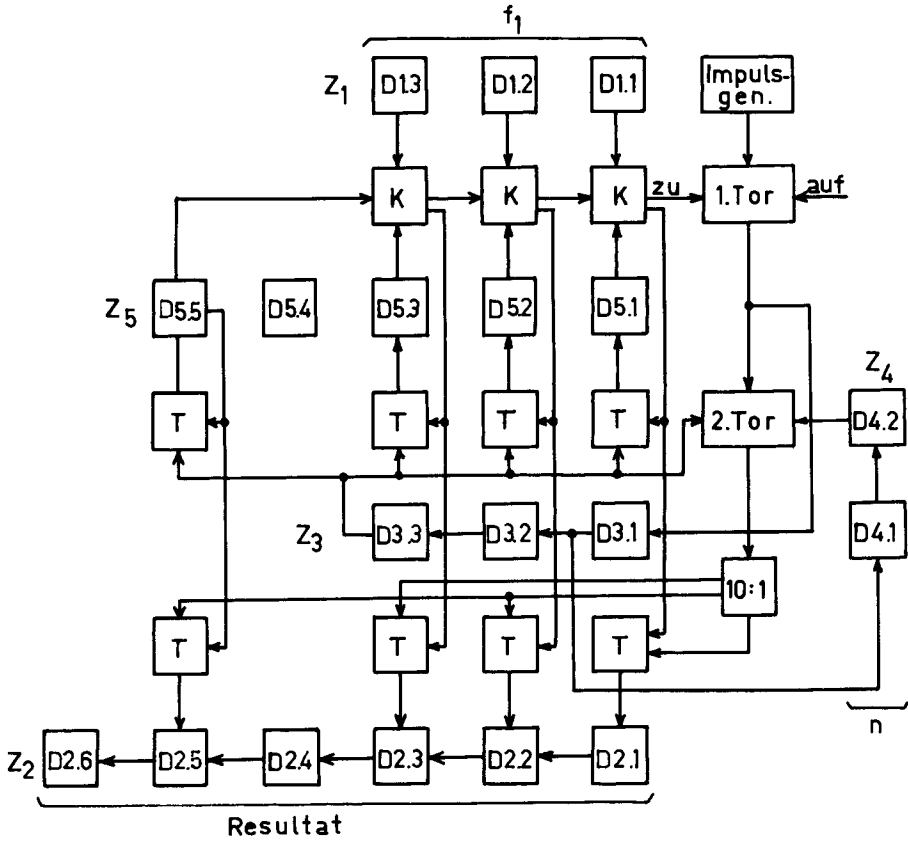 f1
Z1 D1.3 D1.2 D1.1 Impuls-
gen.
K K K zu 1.Tor auf
Z5 D5.5 D5.4 D5.3 D5.2 D5.1
Z4
T T T T 2.Tor D4.2
Z3 D3.3 D3.2 D3.1 D4.1
10:1
T T T T
n
Z2 D2.6 D2.5 D2.4 D2.3 D2.2 D2.1
Resultat